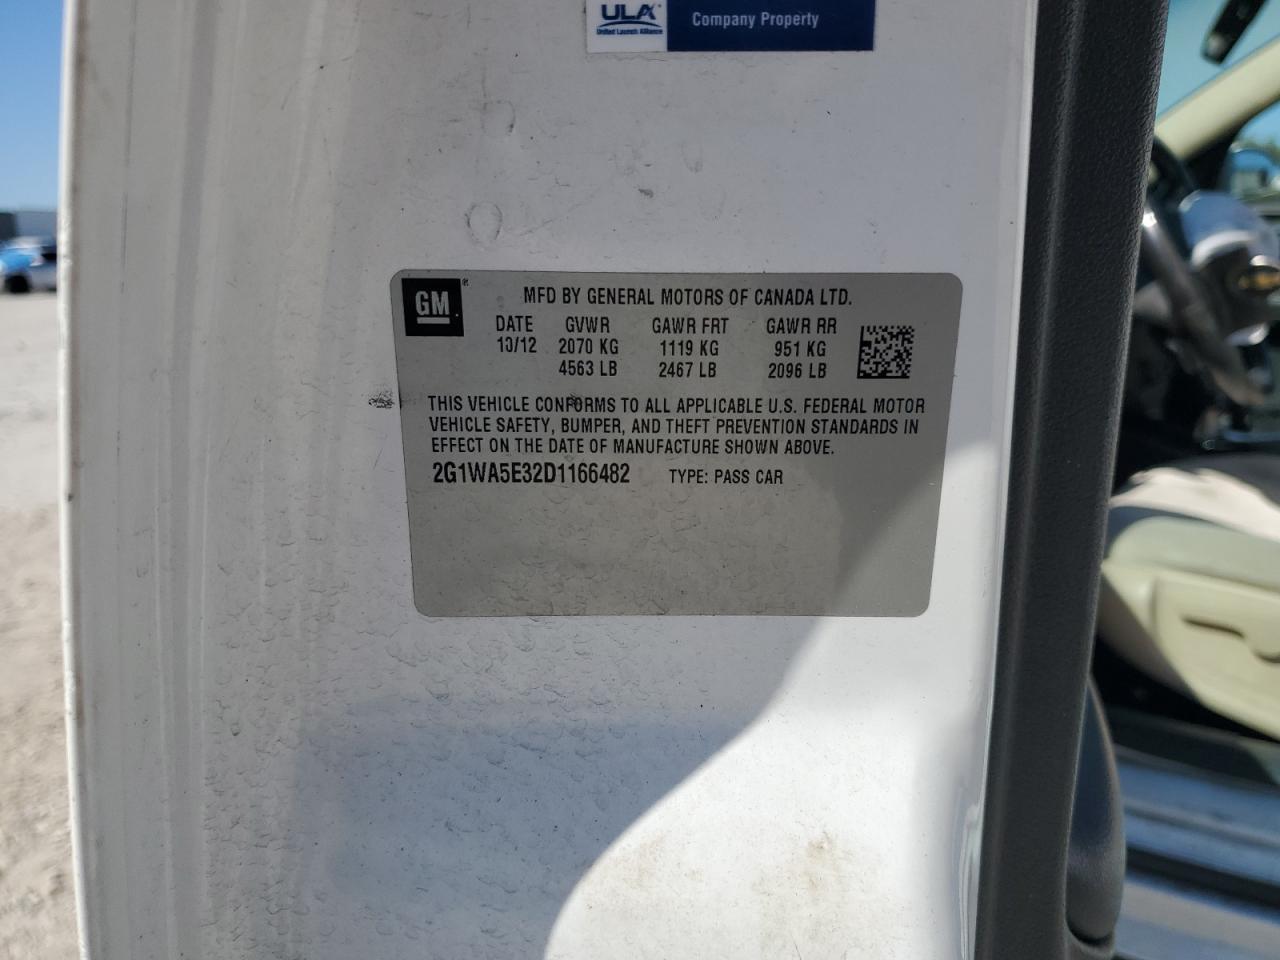 ULA
United Launch Alliance
Company Property
GM®
MFD BY GENERAL MOTORS OF CANADA LTD.
DATE GVWR GAWR FRT GAWR RR
10/12 2070 KG 1119 KG 951 KG
4563 LB 2467 LB 2096 LB
THIS VEHICLE CONFORMS TO ALL APPLICABLE U.S. FEDERAL MOTOR
VEHICLE SAFETY, BUMPER, AND THEFT PREVENTION STANDARDS IN
EFFECT ON THE DATE OF MANUFACTURE SHOWN ABOVE.
2G1WA5E32D1166482 TYPE: PASS CAR